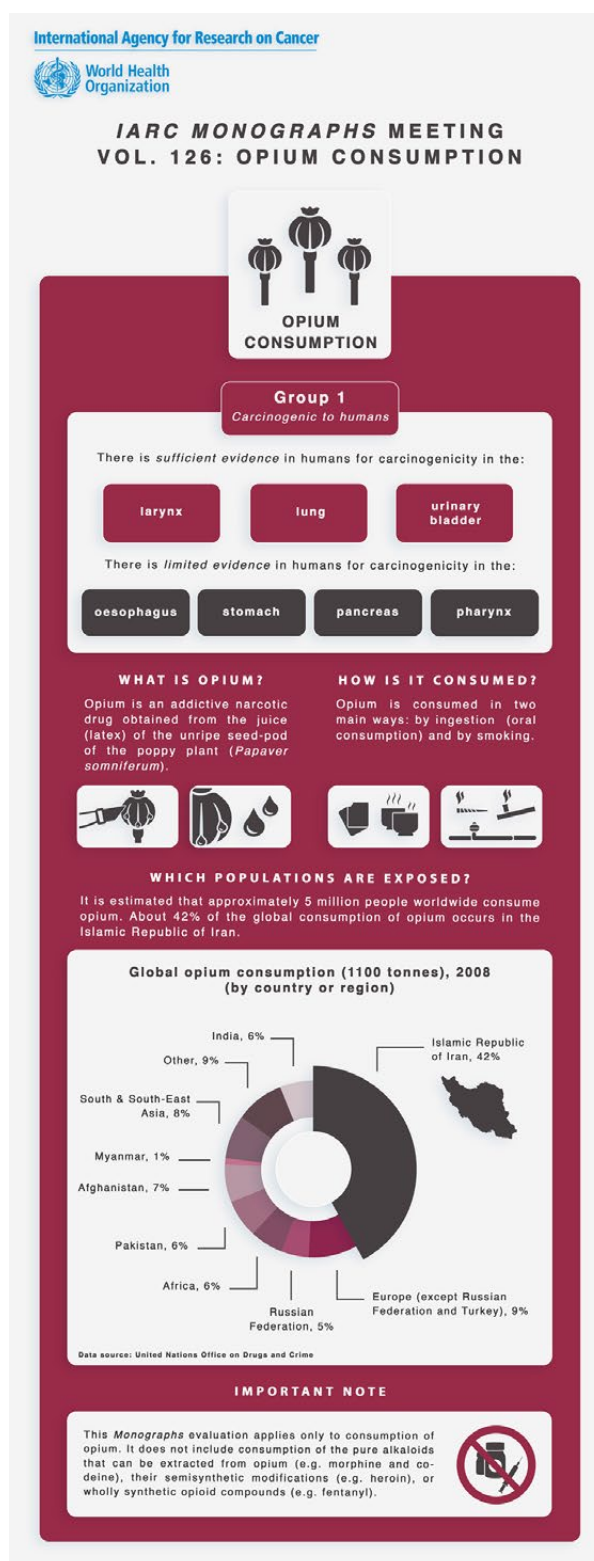 International Agency for Research on Cancer
World Health
Organization
IARC MONOGRAPHS MEETING
VOL. 126: OPIUM CONSUMPTION
OPIUM
CONSUMPTION
Group 1
Carcinogenic to humans
There is sufficient evidence in humans for carcinogenicity in the:
larynx
lung
urinary
bladder
There is limited evidence in humans for carcinogenicity in the:
oesophagus
stomach
pancreas
pharynx
WHAT IS OPIUM?
Opium is an addictive narcotic
drug obtained from the juice
(latex) of the unripe seed-pod
of the poppy plant (Papaver
somniferum).
HOW IS IT CONSUMED?
Opium is consumed in two
main ways: by ingestion (oral
consumption) and by smoking.
WHICH POPULATIONS ARE EXPOSED?
It is estimated that approximately 5 million people worldwide consume
opium. About 42% of the global consumption of opium occurs in the
Islamic Republic of Iran.
Global opium consumption (1100 tonnes), 2008
(by country or region)
India, 6%
Islamic Republic
of Iran, 42%
Other, 9%
South & South-East
Asia, 8%
Myanmar, 1%
Afghanistan, 7%
Pakistan, 6%
Africa, 6%
Russian
Federation, 5%
Europe (except Russian
Federation and Turkey), 9%
Data source: United Nations Office on Drugs and Crime
IMPORTANT NOTE
This Monographs evaluation applies only to consumption of
opium. It does not include consumption of the pure alkaloids
that can be extracted from opium (e.g. morphine and co-
deine), their semisynthetic modifications (e.g. heroin), or
wholly synthetic opioid compounds (e.g. fentanyl).